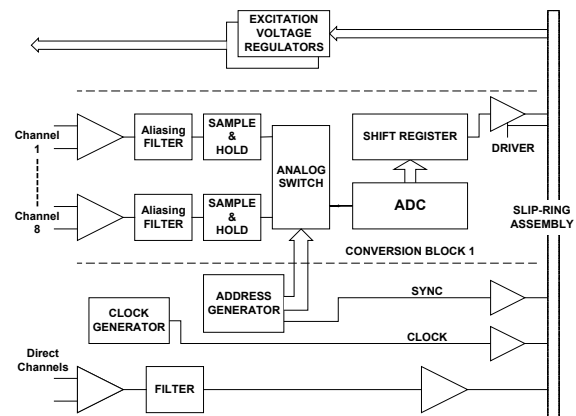 EXCITATION
VOLTAGE
REGULATORS
Channel
1
Aliasing
FILTER
SAMPLE
&
HOLD
ANALOG
SWITCH
SHIFT REGISTER
DRIVER
Channel
8
Aliasing
FILTER
SAMPLE
&
HOLD
ADC
SLIP-RING
ASSEMBLY
CONVERSION BLOCK 1
ADDRESS
GENERATOR
SYNC
CLOCK
GENERATOR
CLOCK
Direct
Channels
FILTER